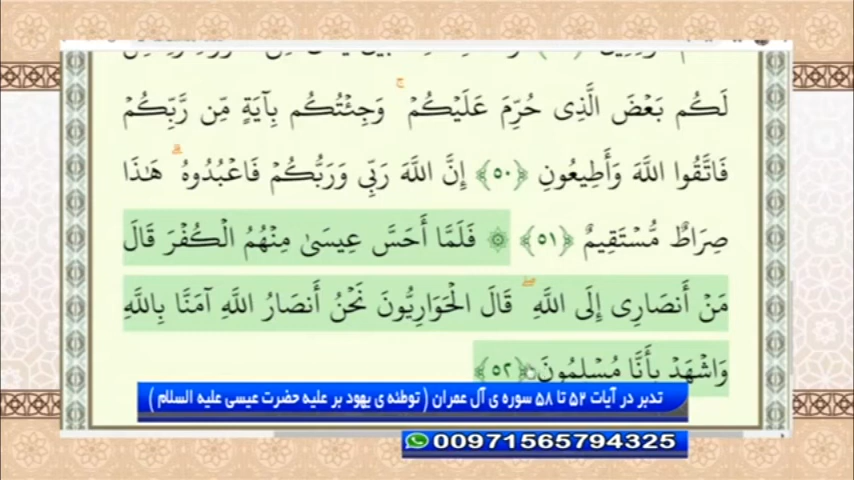 لَكُم بَعْضَ الَّذِى حُرِّمَ عَلَيْكُمْ ۚ وَجِئْتُكُم بِآيَةٍ مِّن رَّبِّكُمْ
فَاتَّقُوا اللَّهَ وَأَطِيعُونِ ﴿٥٠﴾ إِنَّ اللَّهَ رَبِّى وَرَبُّكُمْ فَاعْبُدُوهُ ۗ هَـٰذَا
صِرَاطٌ مُّسْتَقِيمٌ ﴿٥١﴾ ۞ فَلَمَّا أَحَسَّ عِيسَىٰ مِنْهُمُ الْكُفْرَ قَالَ
مَنْ أَنصَارِى إِلَى اللَّهِ ۖ قَالَ الْحَوَارِيُّونَ نَحْنُ أَنصَارُ اللَّهِ آمَنَّا بِاللَّهِ
وَاشْهَدْ بِأَنَّا مُسْلِمُونَ ﴿٥٢﴾
تدبر در آیات ۵۲ تا ۵۸ سوره ی آل عمران ( توطئه ی یهود بر علیه حضرت عیسی علیه السلام )
00971565794325